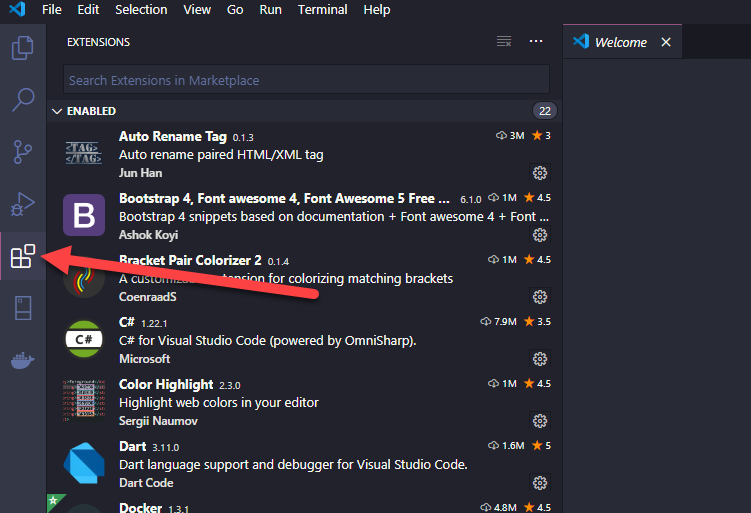 File Edit Selection View Go Run Terminal Help
EXTENSIONS
Welcome
Search Extensions in Marketplace
ENABLED 22
Auto Rename Tag 0.1.3 3M 3
Auto rename paired HTML/XML tag
Jun Han
Bootstrap 4, Font awesome 4, Font Awesome 5 Free ... 6.1.0 1M 4.5
Bootstrap 4 snippets based on documentation + Font awesome 4 + Font ...
Ashok Koyi
Bracket Pair Colorizer 2 0.1.4 1M 4.5
A extension for colorizing matching brackets
CoenraadS
C# 1.22.1 7.9M 3.5
C# for Visual Studio Code (powered by OmniSharp).
Microsoft
Color Highlight 2.3.0 1M 4.5
Highlight web colors in your editor
Sergii Naumov
Dart 3.11.0 1.6M 5
Dart language support and debugger for Visual Studio Code.
Dart Code
Docker 1.3.1 4.8M 4.5